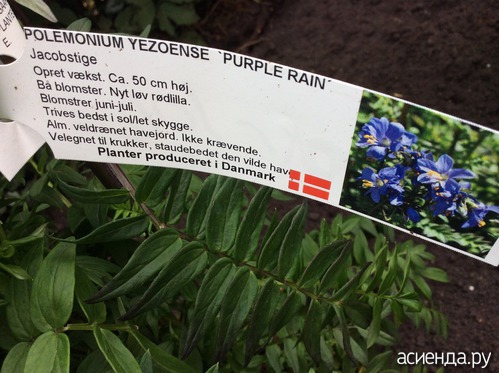 POLEMONIUM YEZOENSE `PURPLE RAIN´
Jacobstige
Opret vækst. Ca. 50 cm høj.
Bå blomster. Nyt løv rødlilla.
Blomstrer juni-juli.
Trives bedst i sol/let skygge.
Alm. veldrænet havejord. Ikke krævende.
Velegnet til krukker, staudebedet den vilde have
Planter produceret i Danmark
асиенда.ру